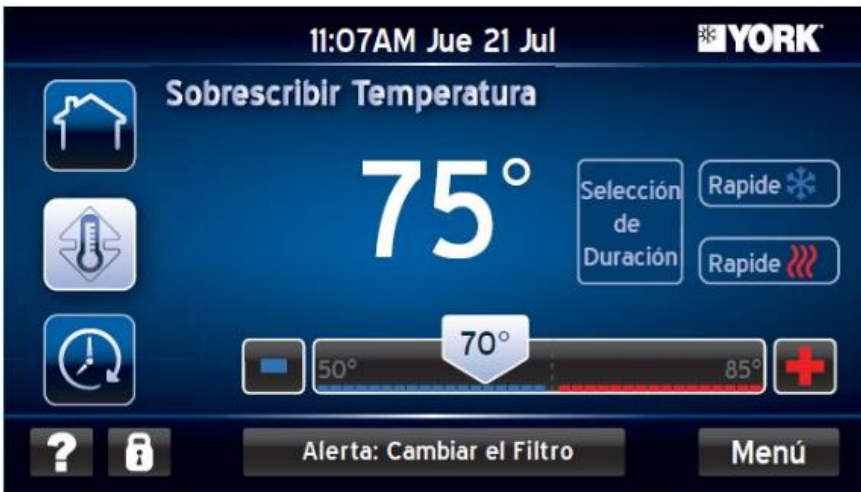 11:07AM Jue 21 Jul
YORK
Sobrescribir Temperatura
75°
Selección
de
Duración
Rapide
Rapide
70°
-
50°
85°
+
?
Alerta: Cambiar el Filtro
Menú